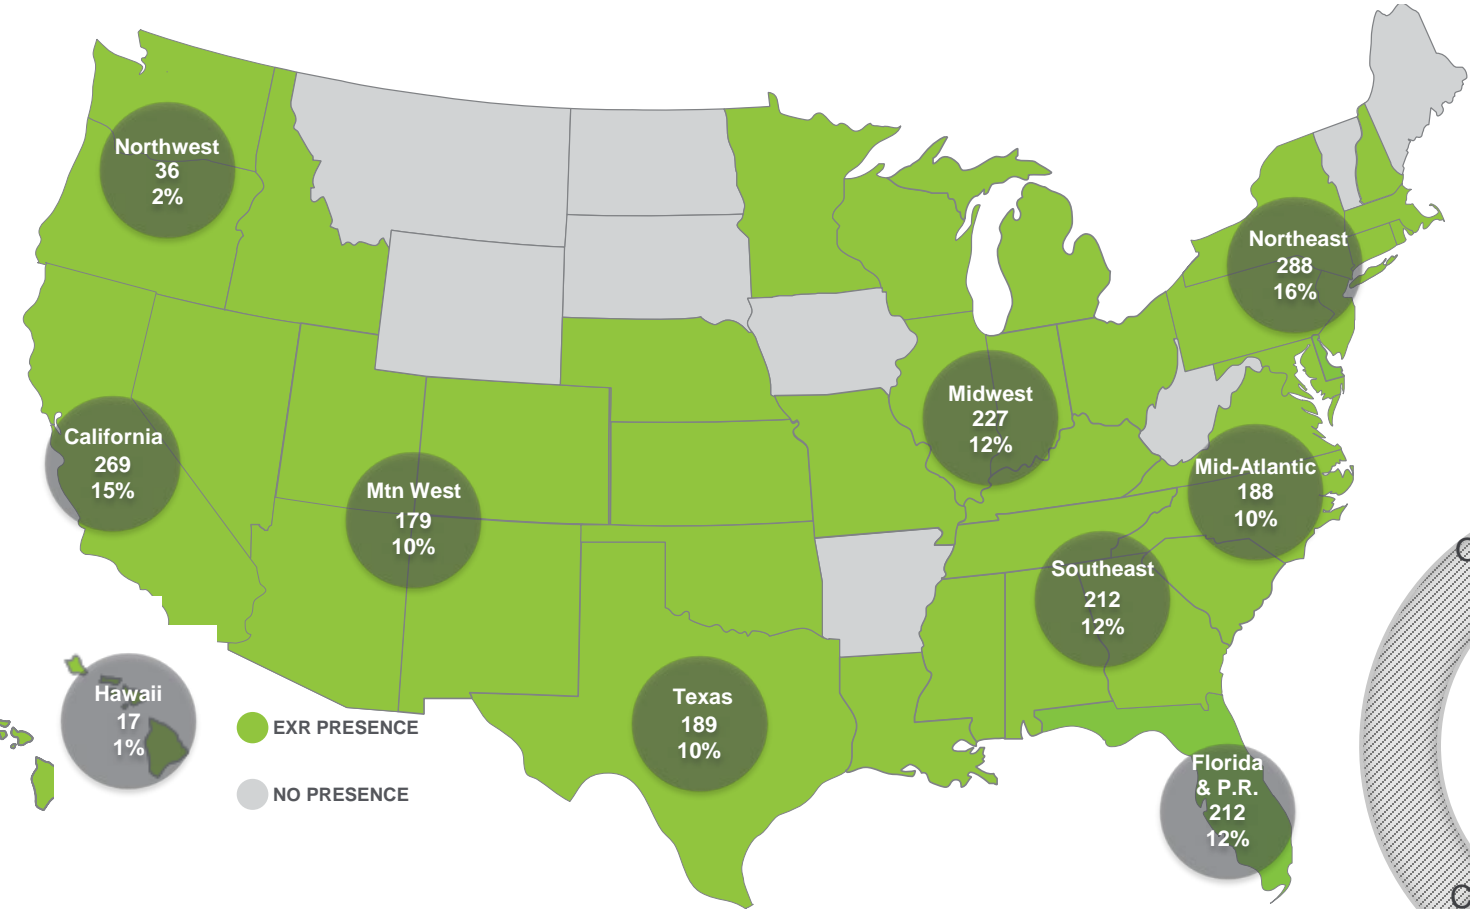 Northwest
36
2%
Northeast
288
16%
Midwest
227
12%
California
269
15%
Mtn West
179
10%
Mid-Atlantic
188
10%
Southeast
212
12%
Hawaii
17
1%
EXR PRESENCE
NO PRESENCE
Texas
189
10%
Florida
& P.R.
212
12%